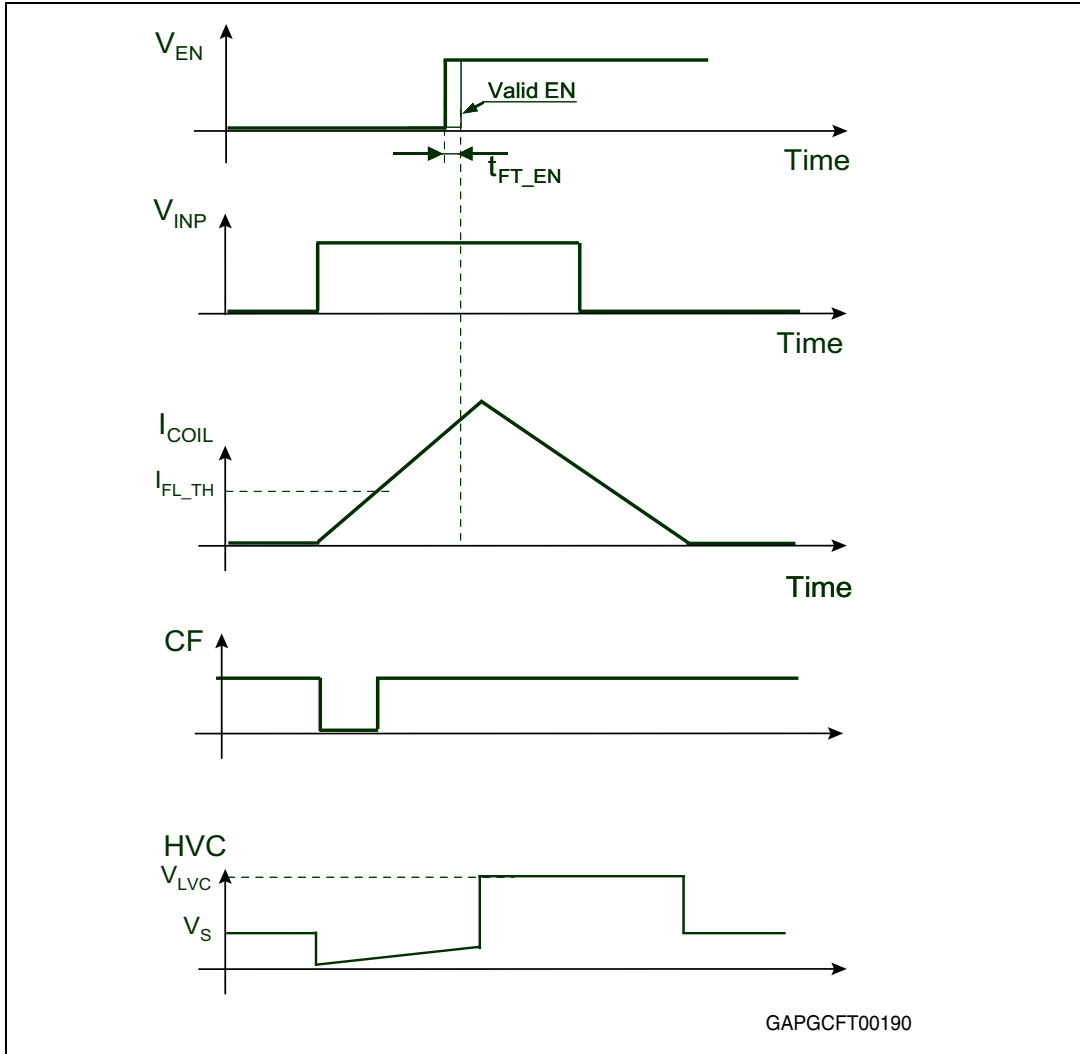 V_EN
Valid EN
Time
t_FT_EN
V_INP
Time
I_COIL
I_FL_TH
Time
CF
HVC
V_LVC
V_S
GAPGCFT00190